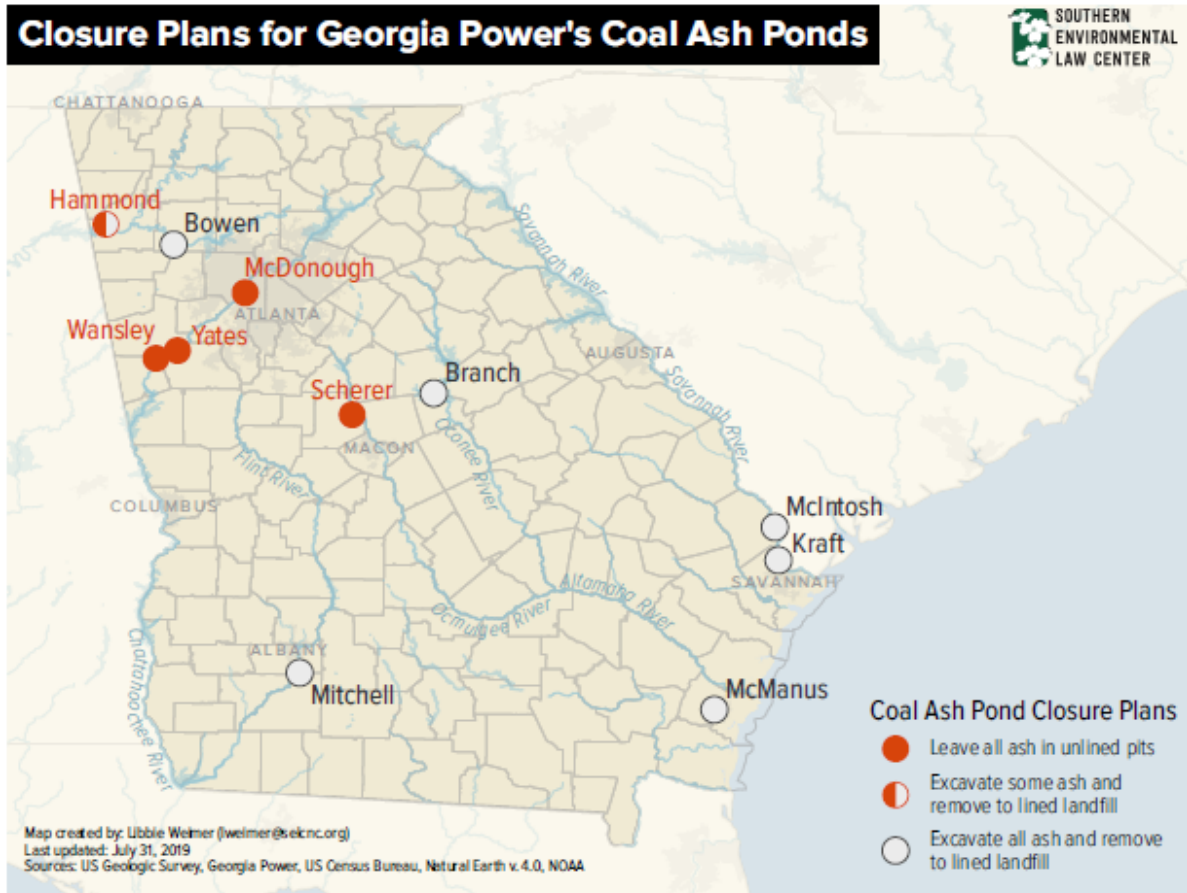 Closure Plans for Georgia Power's Coal Ash Ponds
SOUTHERN
ENVIRONMENTAL
LAW CENTER
CHATTANOOGA
Hammond
Bowen
Savannah River
McDonough
ATLANTA
Wansley
Yates
AUGUSTA
Branch
Savannah River
Scherer
Oconee River
MACON
Flint River
COLUMBUS
McIntosh
Kraft
SAVANNAH
Altamaha River
Ocmulgee River
ALBANY
Chattahoochee River
Mitchell
McManus
Coal Ash Pond Closure Plans
Leave all ash in unlined pits
Excavate some ash and
remove to lined landfill
Excavate all ash and remove
to lined landfill
Map created by: Libbie Weimer (lweimer@selcnc.org)
Last updated: July 31, 2019
Sources: US Geologic Survey, Georgia Power, US Census Bureau, Natural Earth v. 4.0, NOAA